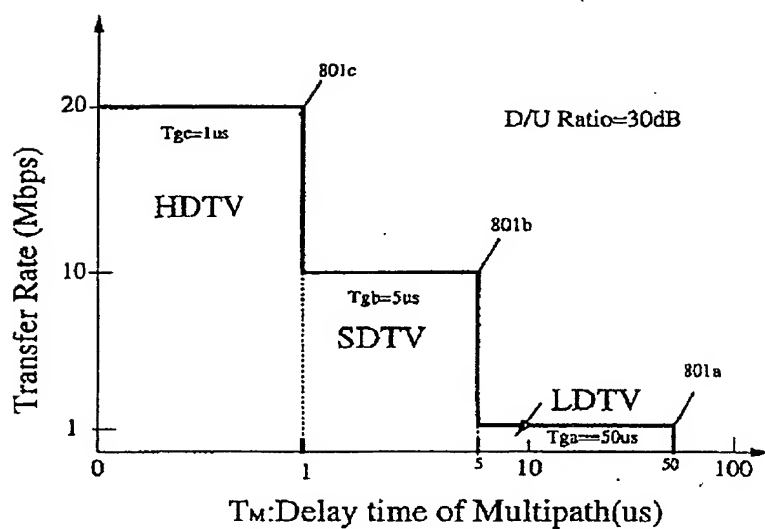 801c
20
Tgc=1us
D/U Ratio=30dB
HDTV
Transfer Rate (Mbps)
801b
10
Tgb=5us
SDTV
801a
LDTV
1
Tga=50us
0
1
5
10
50
100
TM:Delay time of Multipath(us)